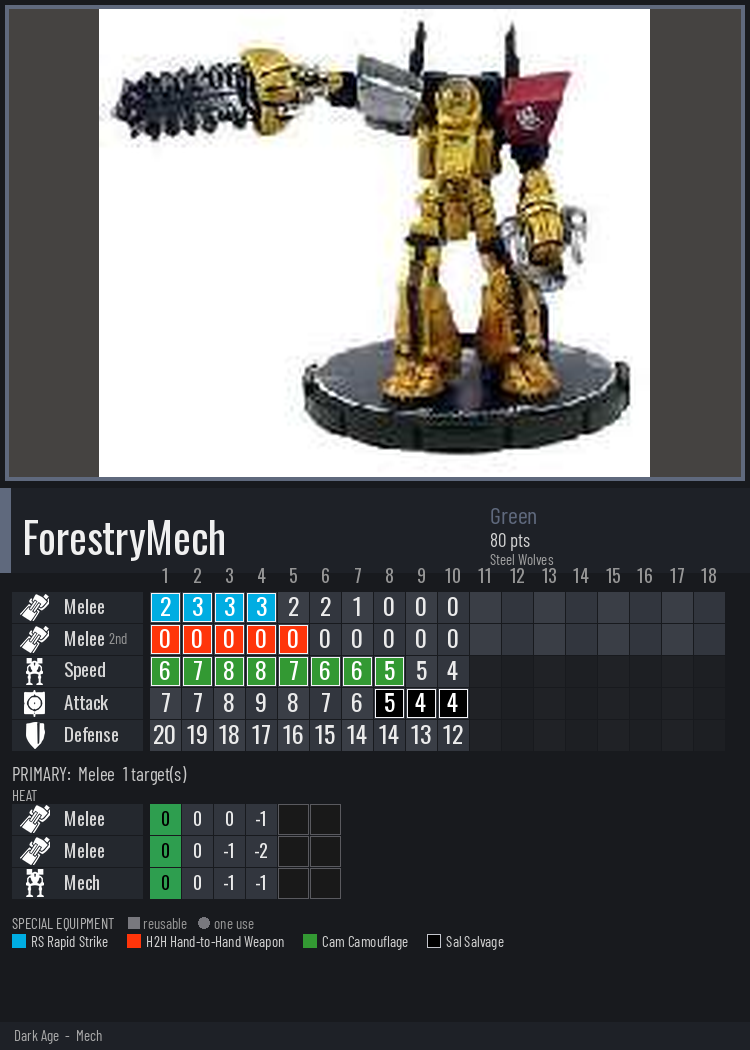 ForestryMech
Green
80 pts
Steel Wolves
1 2 3 4 5 6 7 8 9 10 11 12 13 14 15 16 17 18
Melee 2 3 3 3 2 2 1 0 0 0
Melee 2nd 0 0 0 0 0 0 0 0 0 0
Speed 6 7 8 8 7 6 6 5 5 4
Attack 7 7 8 9 8 7 6 5 4 4
Defense 20 19 18 17 16 15 14 14 13 12
PRIMARY: Melee 1 target(s)
HEAT
Melee 0 0 0 -1
Melee 0 0 -1 -2
Mech 0 0 -1 -1
SPECIAL EQUIPMENT reusable one use
RS Rapid Strike H2H Hand-to-Hand Weapon Cam Camouflage Sal Salvage
Dark Age - Mech